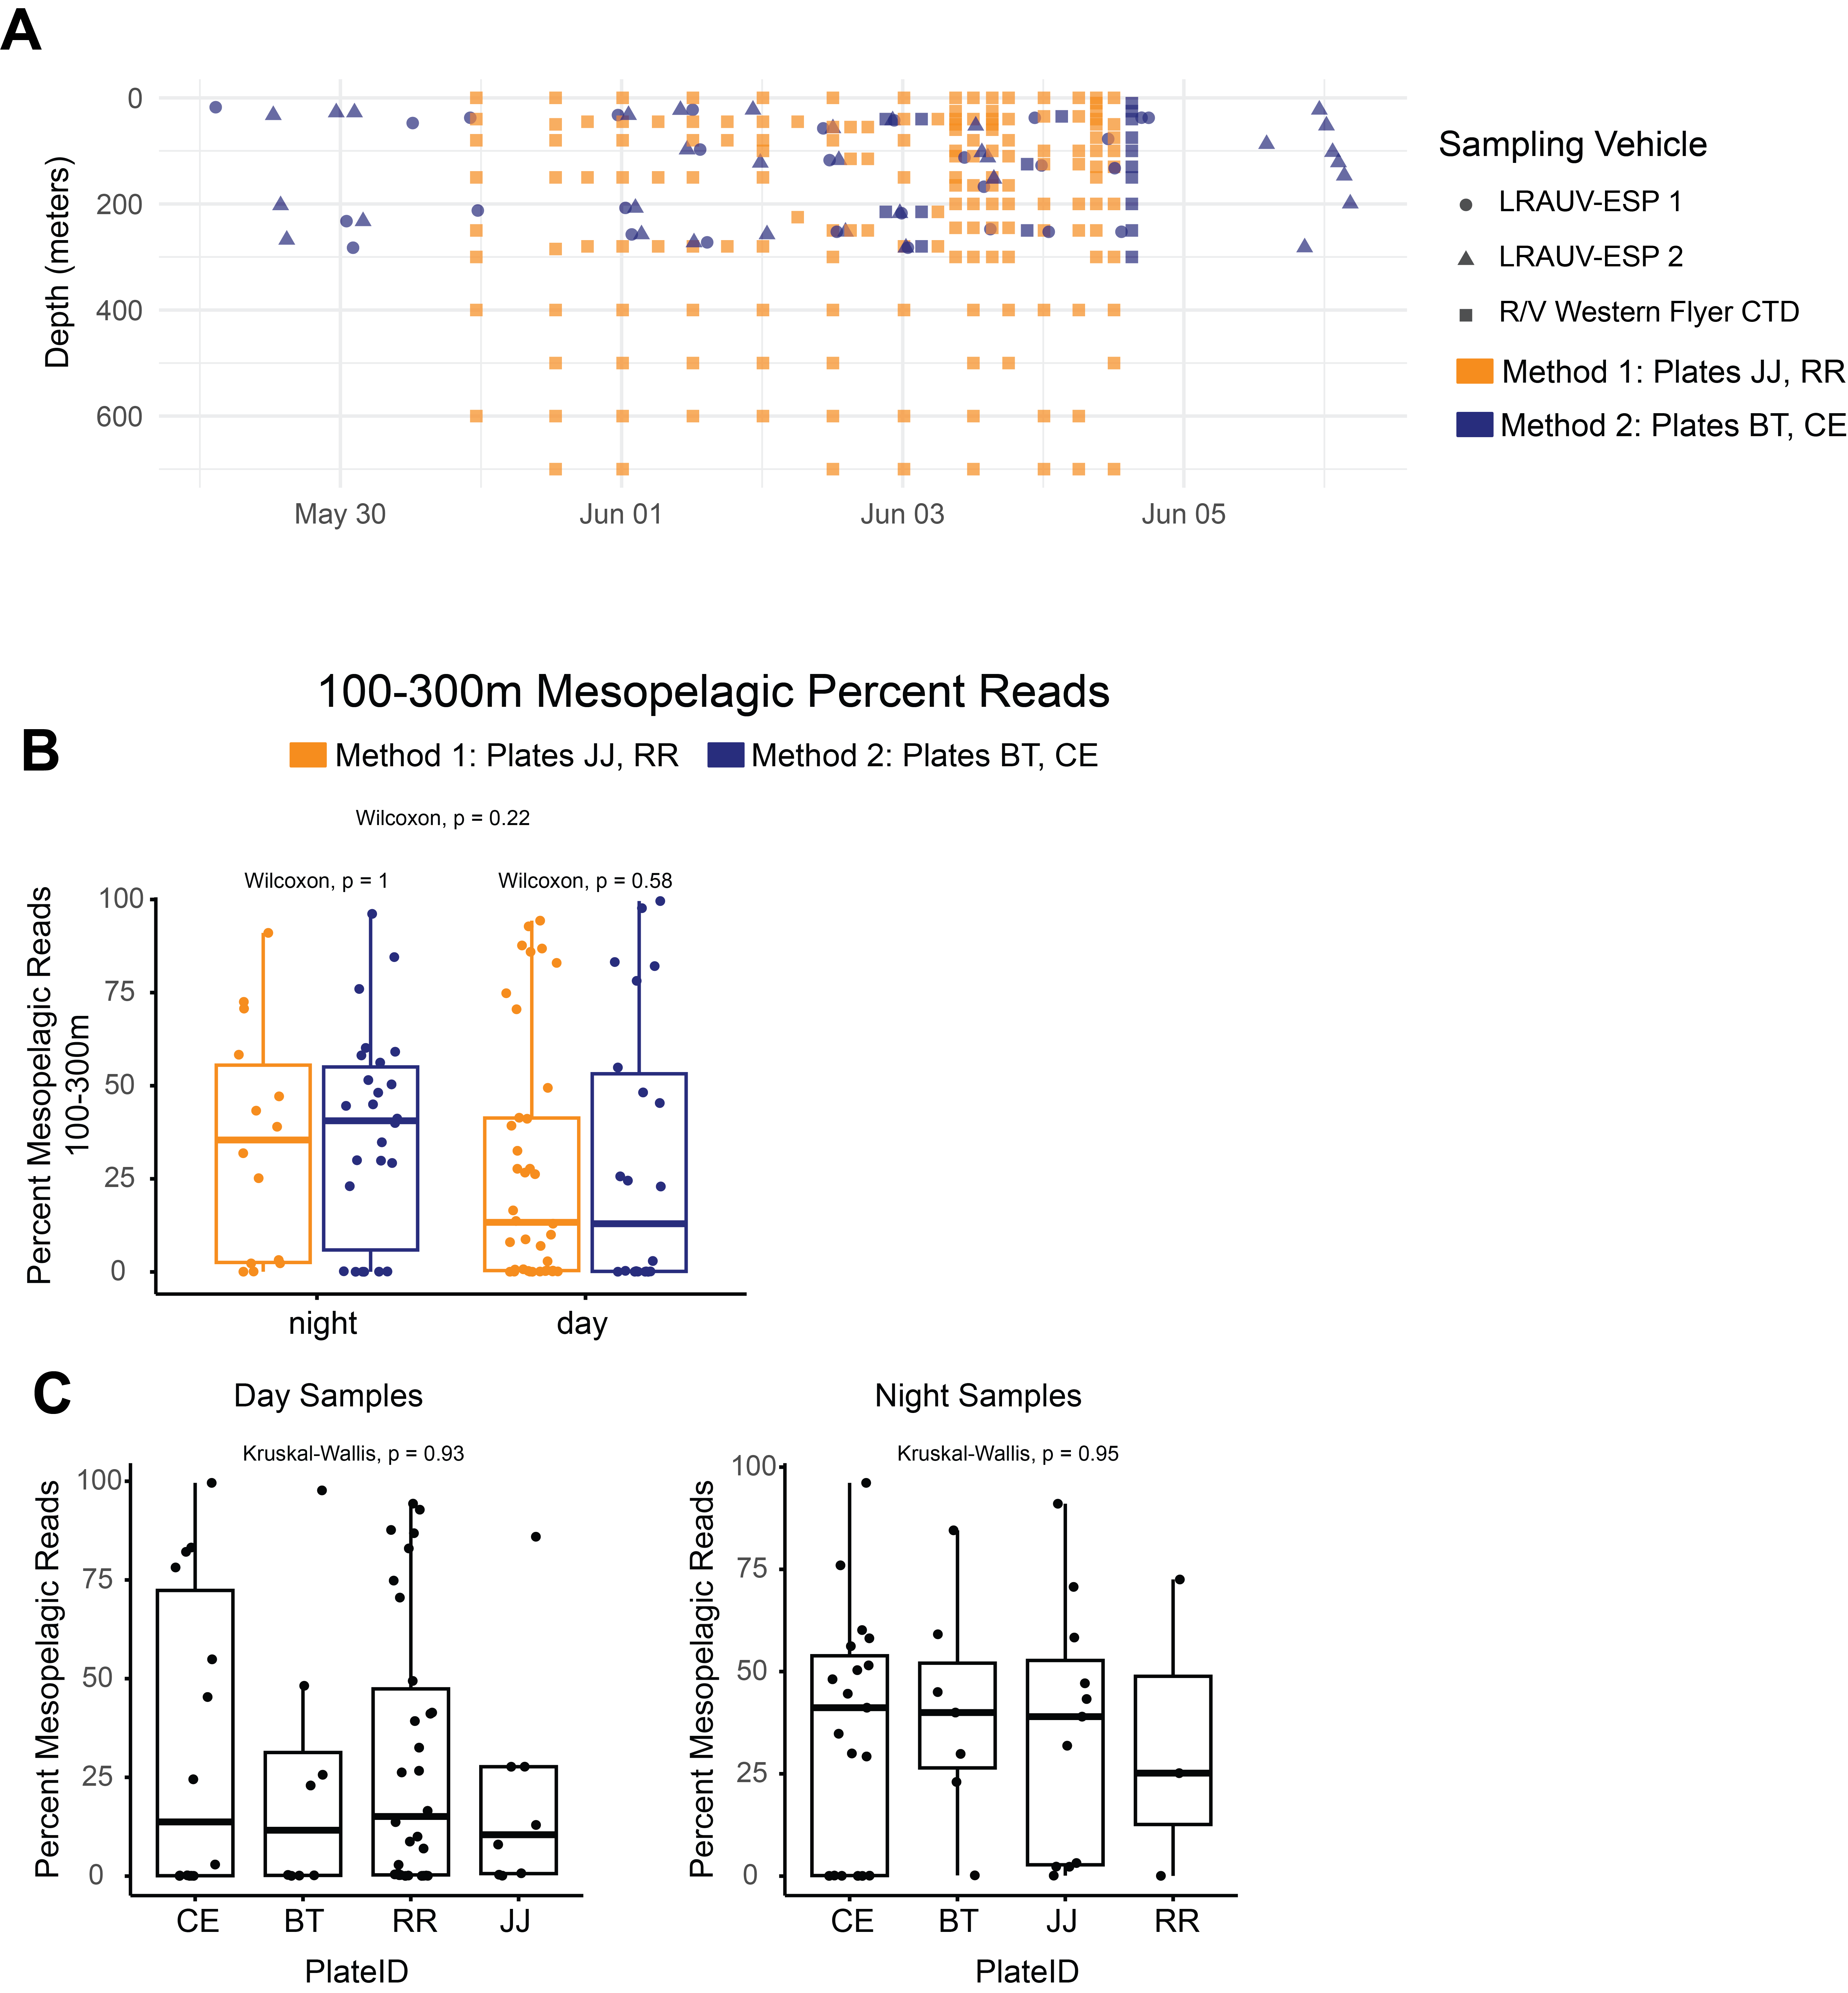 A
0
200
400
600
Depth (meters)
May 30
Jun 01
Jun 03
Jun 05
Sampling Vehicle
LRAUV-ESP 1
LRAUV-ESP 2
R/V Western Flyer CTD
Method 1: Plates JJ, RR
Method 2: Plates BT, CE
100-300m Mesopelagic Percent Reads
B
Method 1: Plates JJ, RR
Method 2: Plates BT, CE
Wilcoxon, p = 0.22
Wilcoxon, p = 1
Wilcoxon, p = 0.58
Percent Mesopelagic Reads
100-300m
100
75
50
25
0
night
day
C
Day Samples
Kruskal-Wallis, p = 0.93
Percent Mesopelagic Reads
100
75
50
25
0
CE
BT
RR
JJ
PlateID
Night Samples
Kruskal-Wallis, p = 0.95
Percent Mesopelagic Reads
100
75
50
25
0
CE
BT
JJ
RR
PlateID